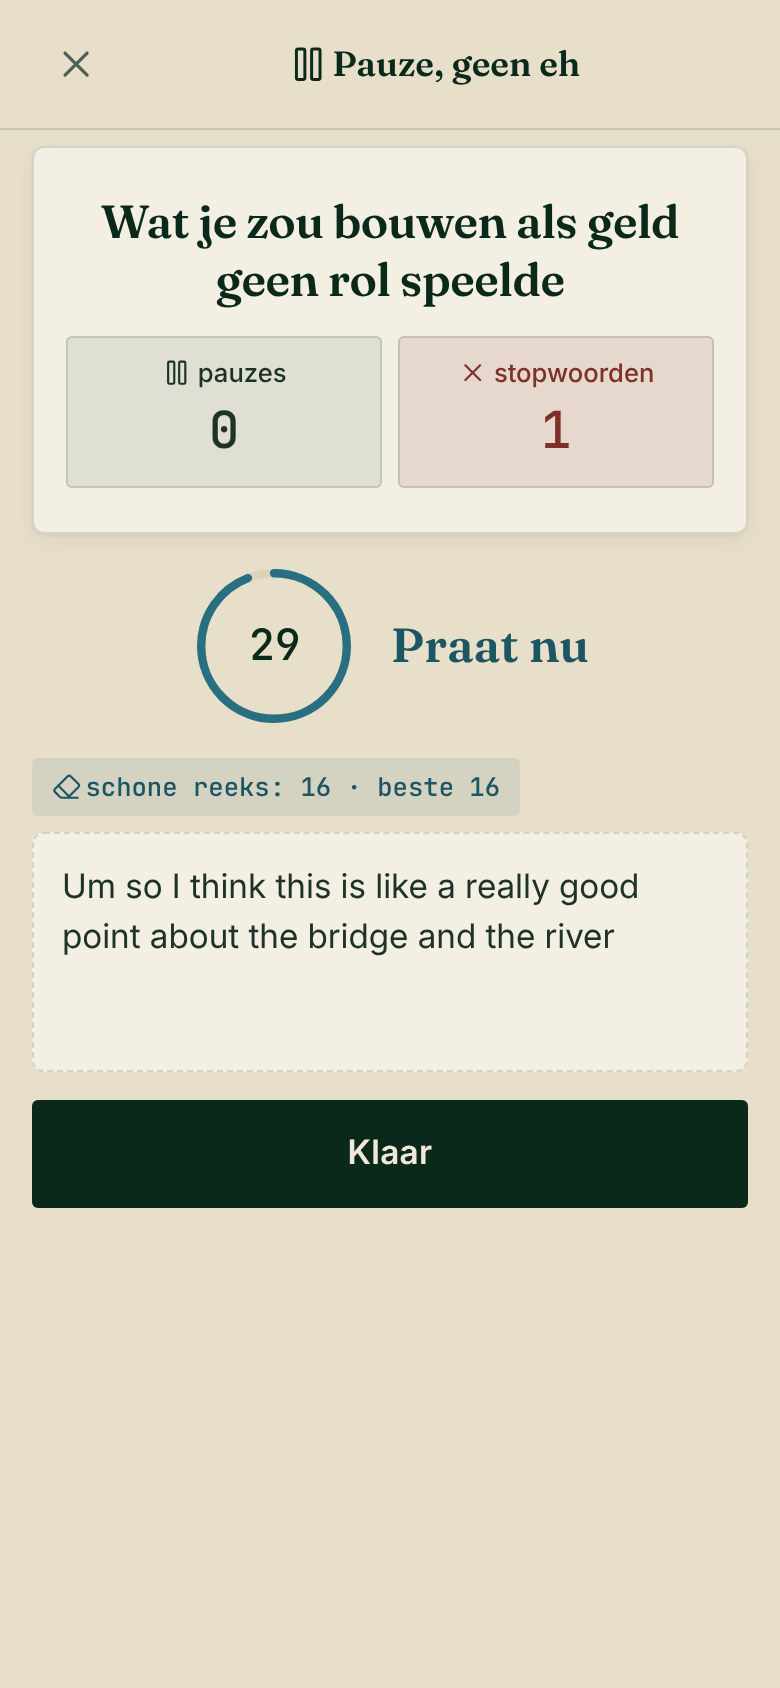 Pauze, geen eh
Wat je zou bouwen als geld
geen rol speelde
pauzes
0
stopwoorden
1
29
Praat nu
schone reeks: 16 · beste 16
Um so I think this is like a really good
point about the bridge and the river
Klaar